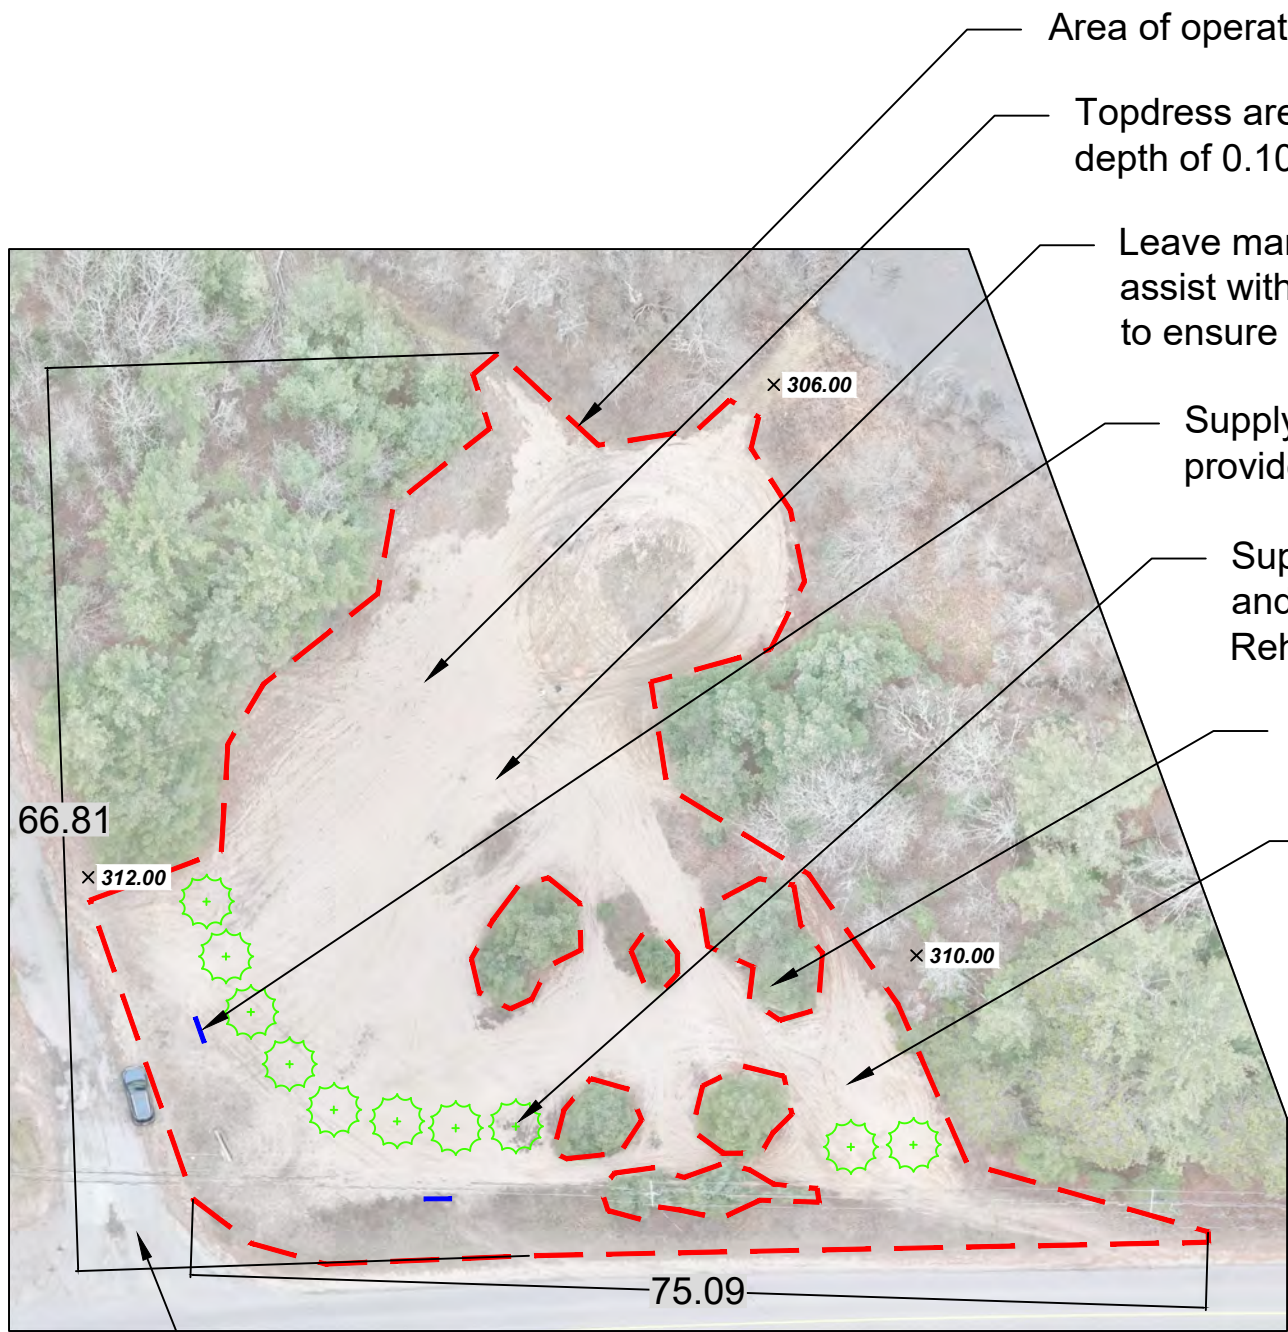 Area of operat
Topdress are
depth of 0.10
Leave mar
assist with
to ensure
× 306.00
Supply
provid
Sup
and
Reh
66.81
× 312.00
× 310.00
75.09